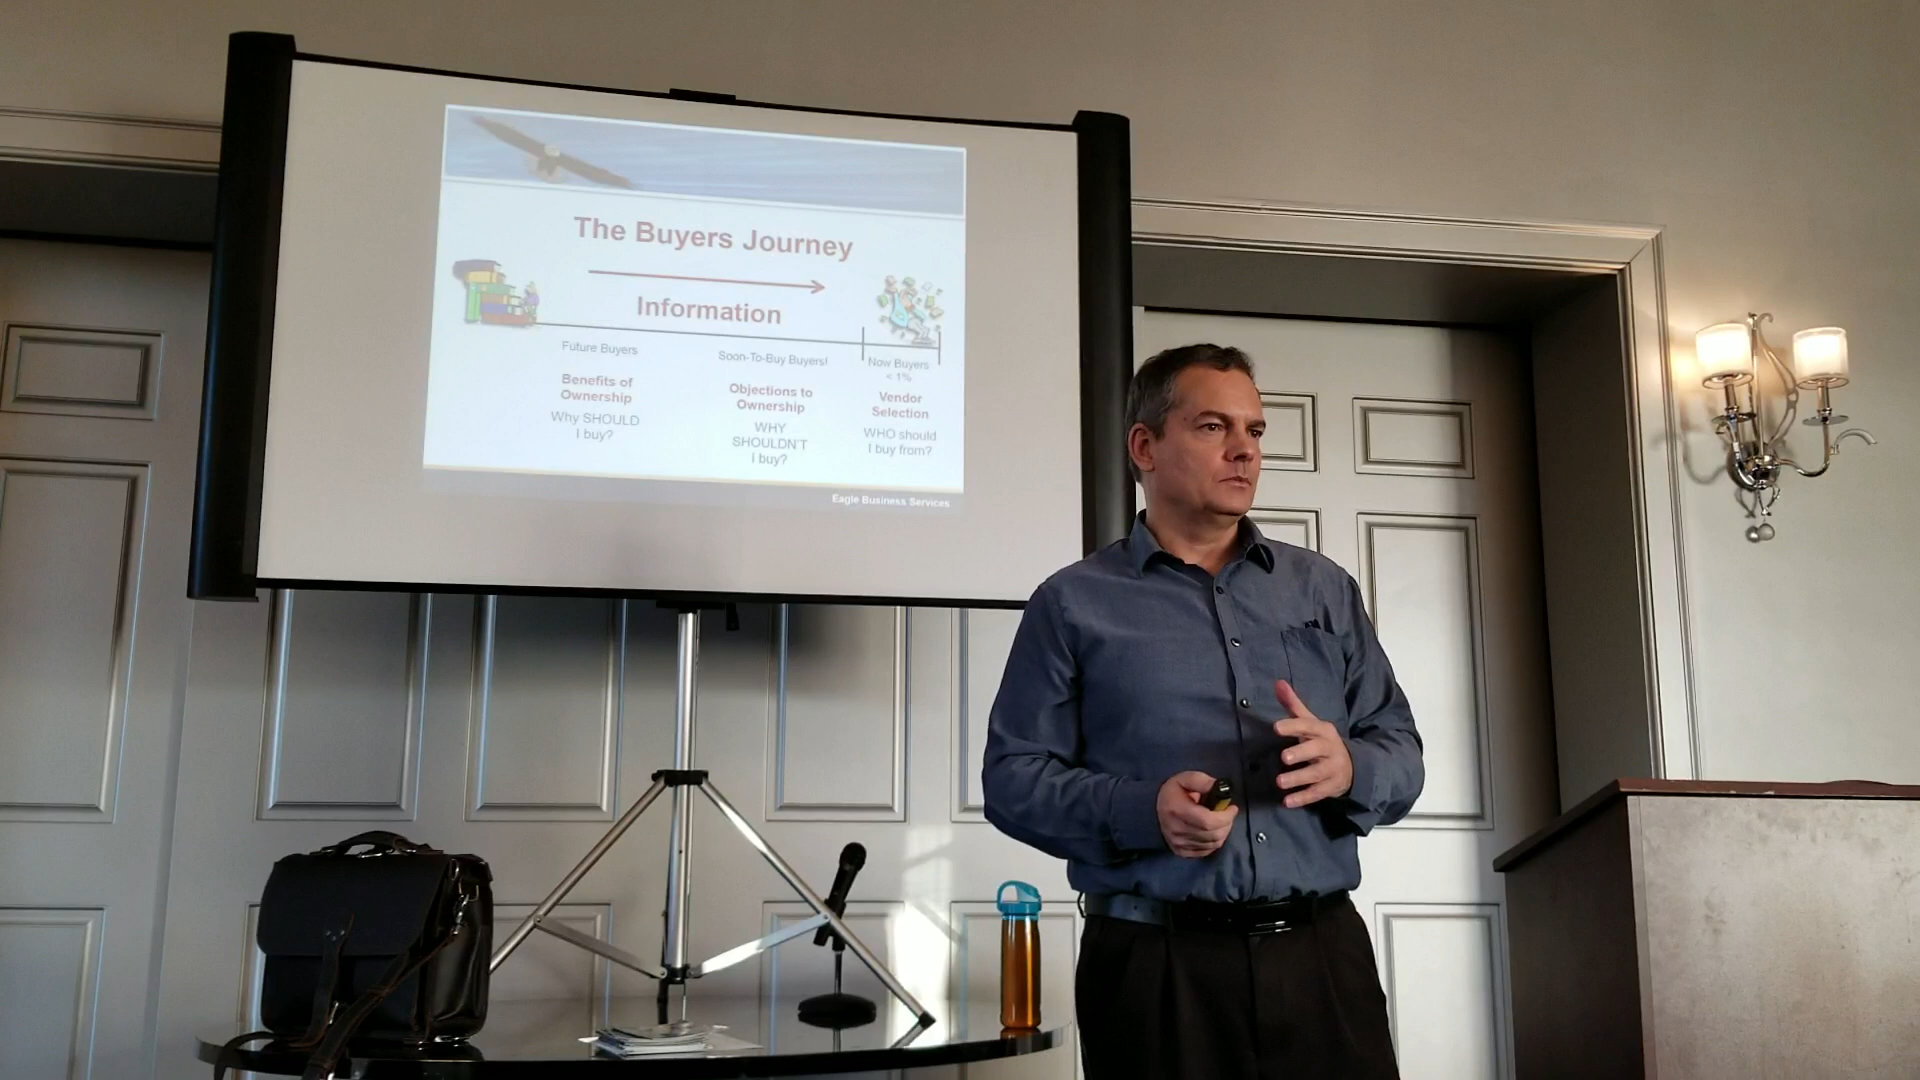 The Buyers Journey
Information
Future Buyers
Soon-To-Buy Buyers!
Now Buyers
< 1%
Benefits of
Ownership
Why SHOULD
I buy?
Objections to
Ownership
WHY
SHOULDN'T
I buy?
Vendor
Selection
WHO should
I buy from?
Eagle Business Services